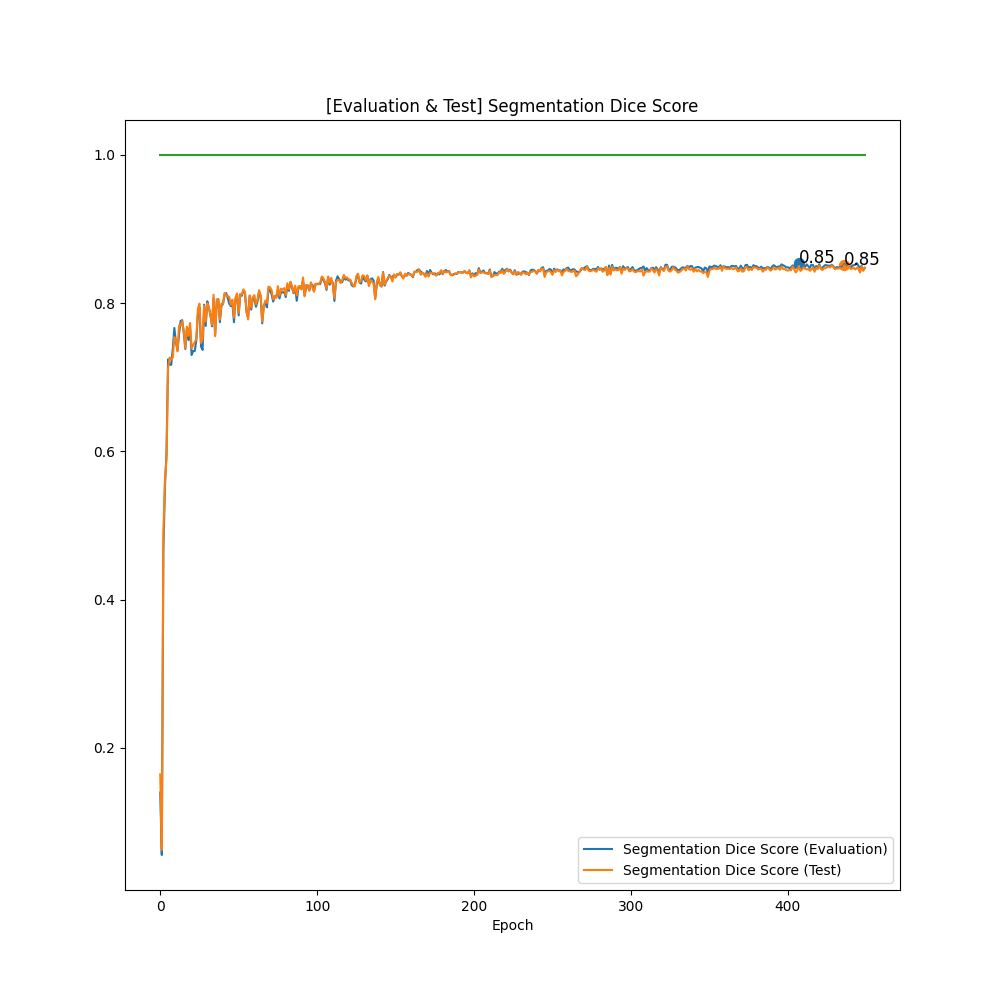 [Evaluation & Test] Segmentation Dice Score
1.0
0.85 0.85
0.8
0.6
0.4
0.2
Segmentation Dice Score (Evaluation)
Segmentation Dice Score (Test)
0 100 200 300 400
Epoch